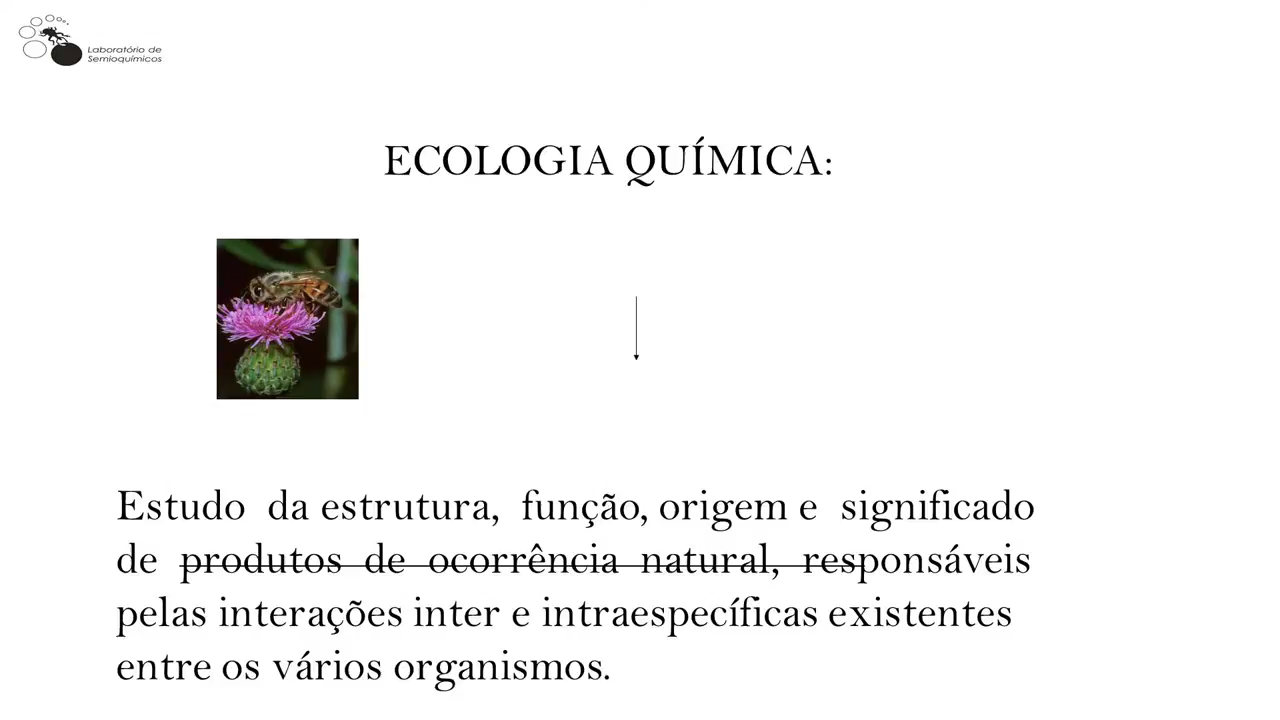 Laboratório de
Semioquímicos
ECOLOGIA QUÍMICA:
Estudo da estrutura, função, origem e significado
de produtos de ocorrência natural, responsáveis
pelas interações inter e intraespecíficas existentes
entre os vários organismos.